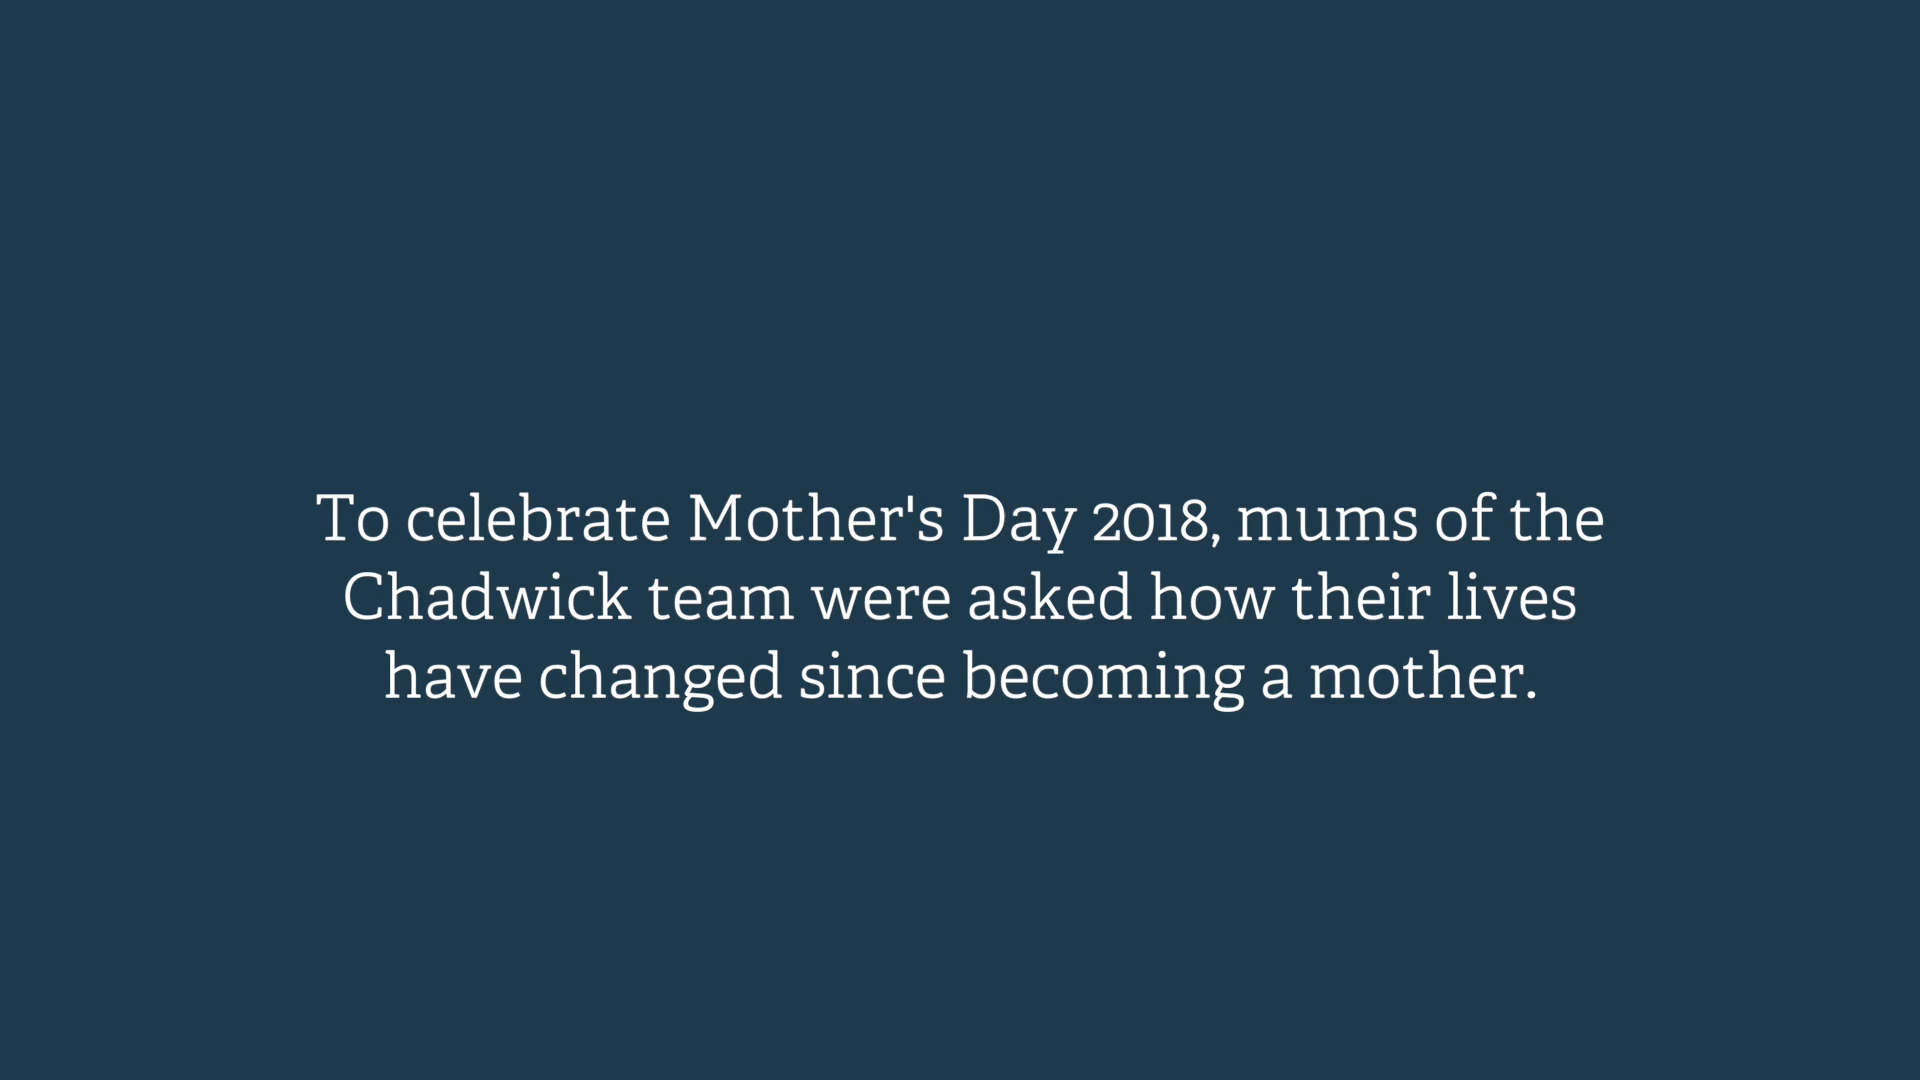 To celebrate Mother's Day 2018, mums of the
Chadwick team were asked how their lives
have changed since becoming a mother.